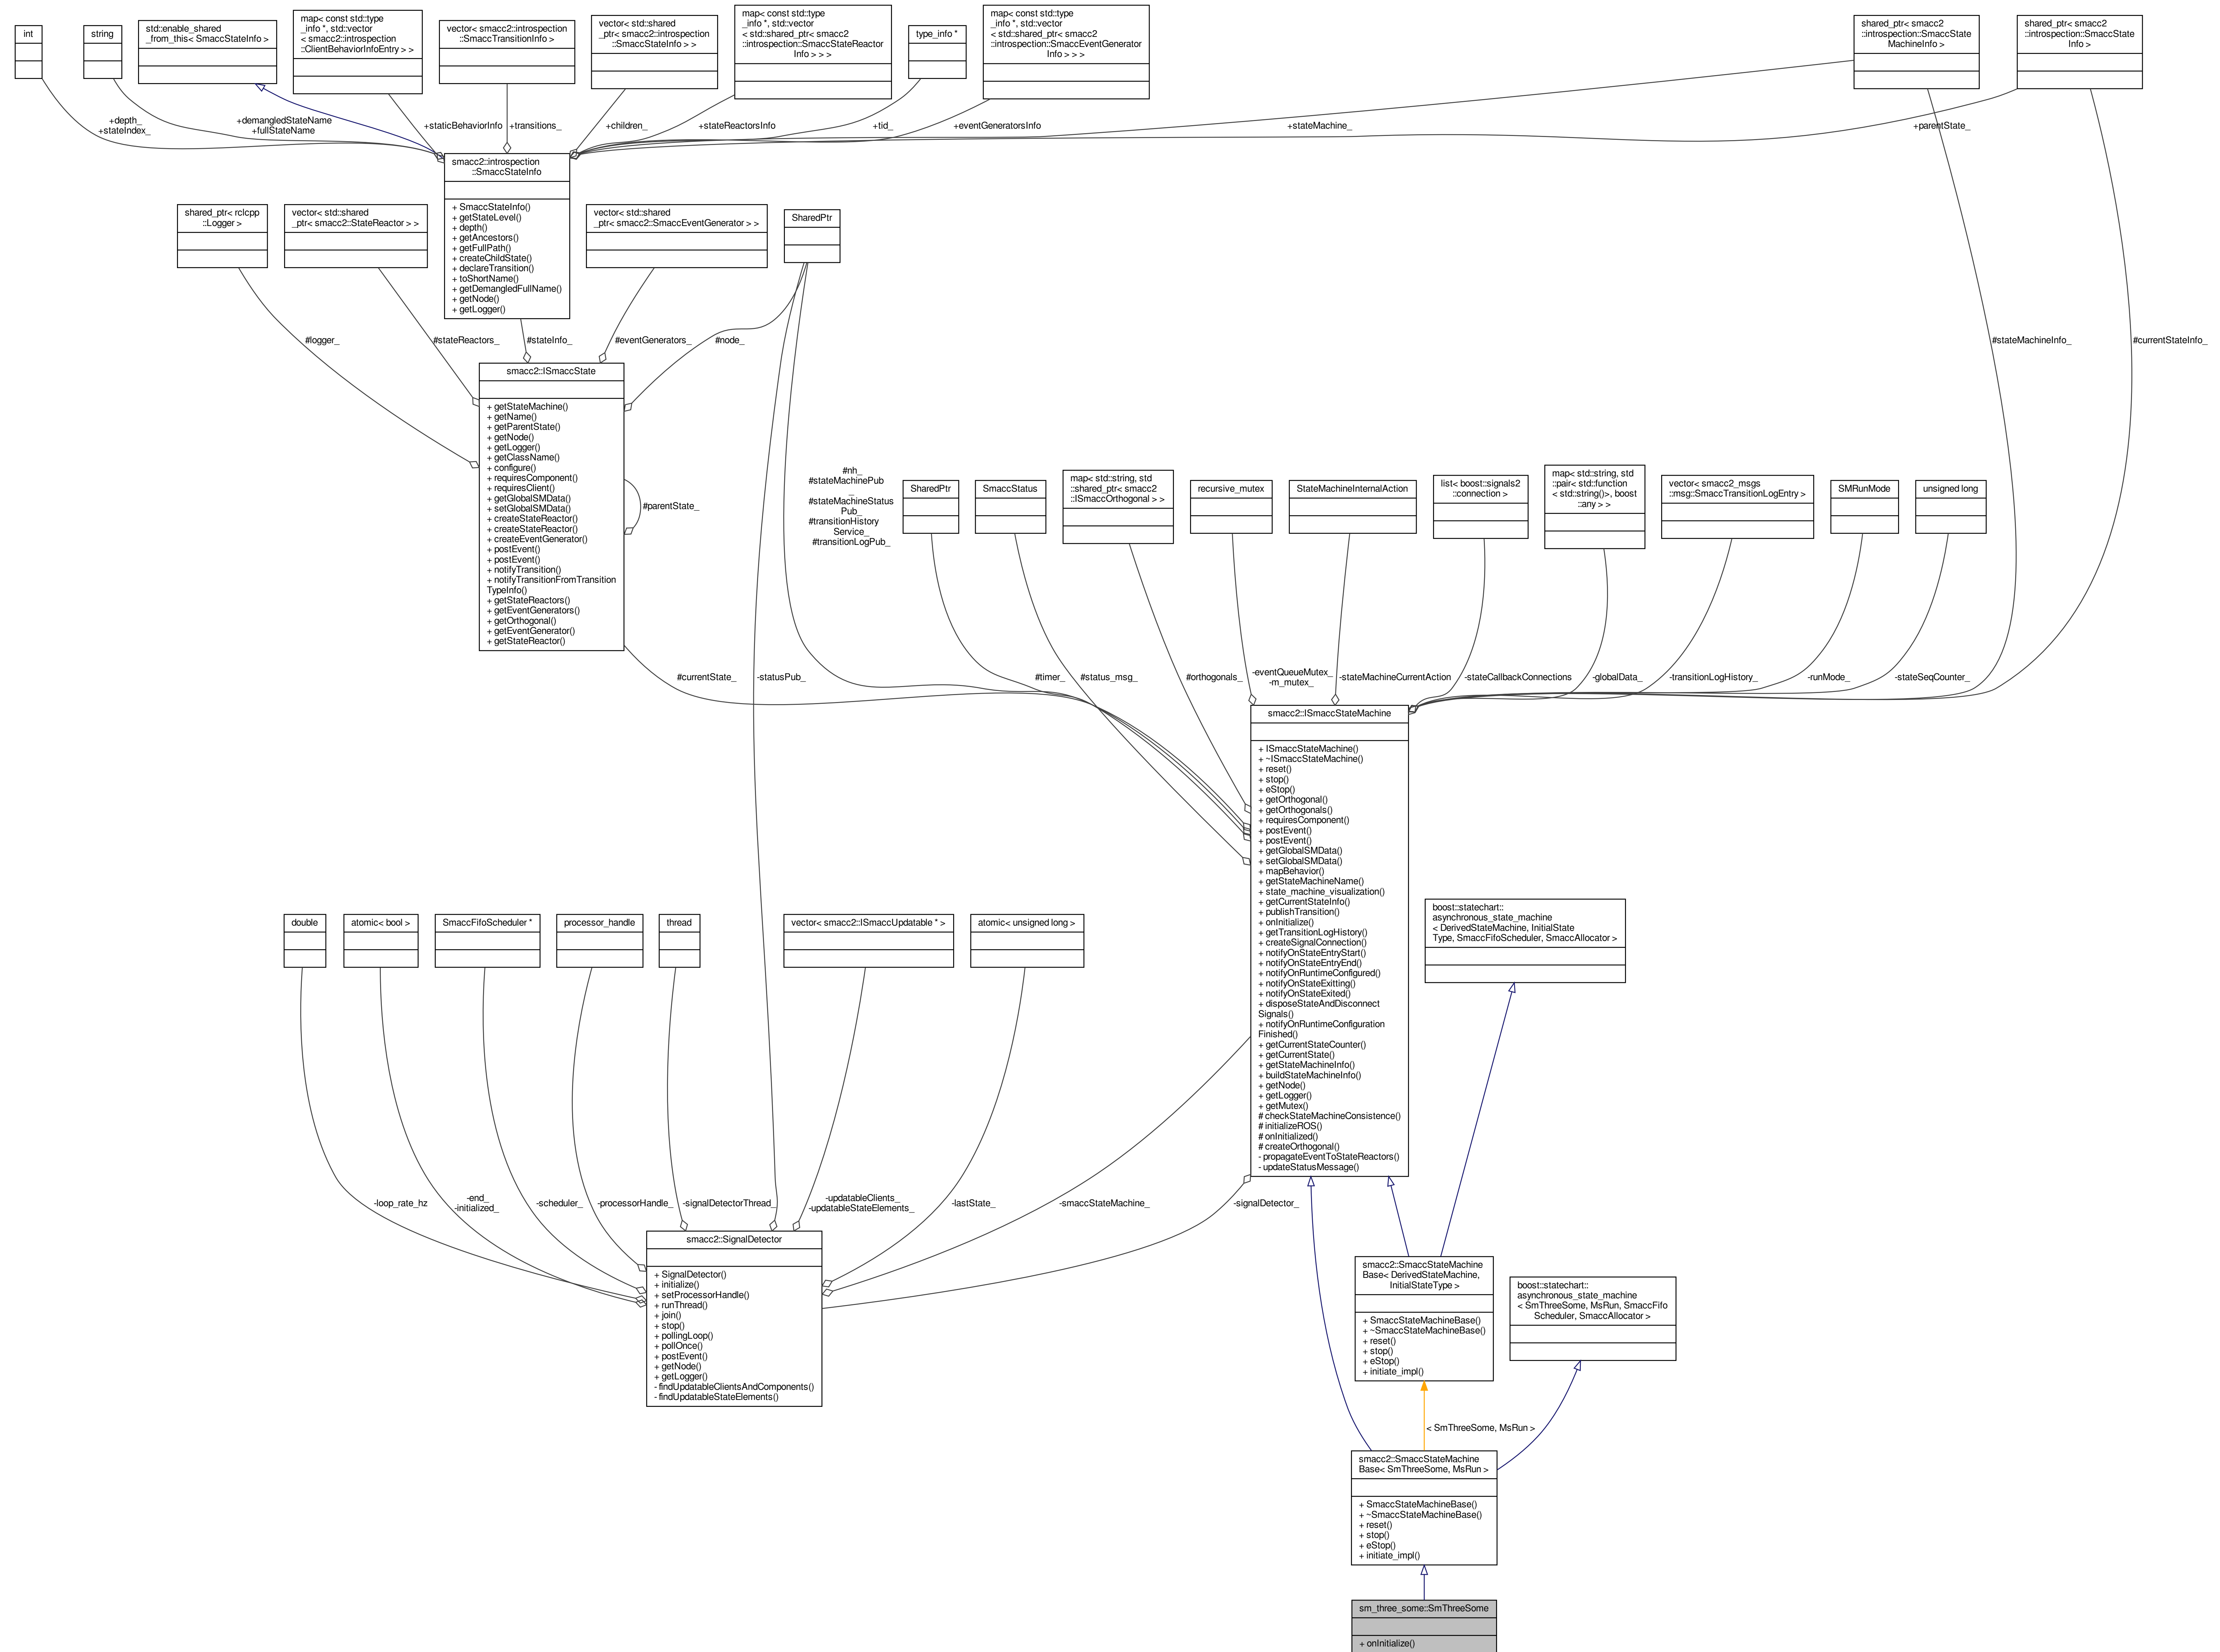 int
string
std::enable_shared
_from_this< SmaccStateInfo >
map< const std::type
_info *, std::vector
< smacc2::introspection
::ClientBehaviorInfoEntry > >
vector< smacc2::introspection
::SmaccTransitionInfo >
vector< std::shared
_ptr< smacc2::introspection
::SmaccStateInfo > >
map< const std::type
_info *, std::vector
< std::shared_ptr< smacc2
::introspection::SmaccStateReactor
Info > > >
type_info *
map< const std::type
_info *, std::vector
< std::shared_ptr< smacc2
::introspection::SmaccEventGenerator
Info > > >
shared_ptr< smacc2
::introspection::SmaccState
MachineInfo >
shared_ptr< smacc2
::introspection::SmaccState
Info >
+depth_
+stateIndex_
+demangledStateName
+fullStateName
+staticBehaviorInfo
+transitions_
+children_
+stateReactorsInfo
+tid_
+eventGeneratorsInfo
+stateMachine_
+parentState_
smacc2::introspection
::SmaccStateInfo
+ SmaccStateInfo()
+ getStateLevel()
+ depth()
+ getAncestors()
+ getFullPath()
+ createChildState()
+ declareTransition()
+ toShortName()
+ getDemangledFullName()
+ getNode()
+ getLogger()
shared_ptr< rclcpp
::Logger >
vector< std::shared
_ptr< smacc2::StateReactor > >
vector< std::shared
_ptr< smacc2::SmaccEventGenerator > >
SharedPtr
#logger_
#stateReactors_
#stateInfo_
#eventGenerators_
#node_
#stateMachineInfo_
#currentStateInfo_
smacc2::ISmaccState
+ getStateMachine()
+ getName()
+ getParentState()
+ getNode()
+ getLogger()
+ getClassName()
+ configure()
+ requiresComponent()
+ requiresClient()
+ getGlobalSMData()
+ setGlobalSMData()
+ createStateReactor()
+ createStateReactor()
+ createEventGenerator()
+ postEvent()
+ postEvent()
+ notifyTransition()
+ notifyTransitionFromTransition
TypeInfo()
+ getStateReactors()
+ getEventGenerators()
+ getOrthogonal()
+ getEventGenerator()
+ getStateReactor()
#parentState_
#nh_
#stateMachinePub
_
#stateMachineStatus
Pub_
#transitionHistory
Service_
#transitionLogPub_
SharedPtr
SmaccStatus
map< std::string, std
::shared_ptr< smacc2
::ISmaccOrthogonal > >
recursive_mutex
StateMachineInternalAction
list< boost::signals2
::connection >
map< std::string, std
::pair< std::function
< std::string()>, boost
::any > >
vector< smacc2_msgs
::msg::SmaccTransitionLogEntry >
SMRunMode
unsigned long
#currentState_
-statusPub_
#timer_
#status_msg_
#orthogonals_
-eventQueueMutex_
-m_mutex_
-stateMachineCurrentAction
-stateCallbackConnections
-globalData_
-transitionLogHistory_
-runMode_
-stateSeqCounter_
smacc2::ISmaccStateMachine
+ ISmaccStateMachine()
+ ~ISmaccStateMachine()
+ reset()
+ stop()
+ eStop()
+ getOrthogonal()
+ getOrthogonals()
+ requiresComponent()
+ postEvent()
+ postEvent()
+ getGlobalSMData()
+ setGlobalSMData()
+ mapBehavior()
+ getStateMachineName()
+ state_machine_visualization()
+ getCurrentStateInfo()
+ publishTransition()
+ onInitialize()
+ getTransitionLogHistory()
+ createSignalConnection()
+ notifyOnStateEntryStart()
+ notifyOnStateEntryEnd()
+ notifyOnRuntimeConfigured()
+ notifyOnStateExitting()
+ notifyOnStateExited()
+ disposeStateAndDisconnect
Signals()
+ notifyOnRuntimeConfiguration
Finished()
+ getCurrentStateCounter()
+ getCurrentState()
+ getStateMachineInfo()
+ buildStateMachineInfo()
+ getNode()
+ getLogger()
+ getMutex()
# checkStateMachineConsistence()
# initializeROS()
# onInitialized()
# createOrthogonal()
- propagateEventToStateReactors()
- updateStatusMessage()
double
atomic< bool >
SmaccFifoScheduler *
processor_handle
thread
vector< smacc2::ISmaccUpdatable * >
atomic< unsigned long >
boost::statechart::
asynchronous_state_machine
< DerivedStateMachine, InitialState
Type, SmaccFifoScheduler, SmaccAllocator >
-loop_rate_hz
-end_
-initialized_
-scheduler_
-processorHandle_
-signalDetectorThread_
-updatableClients_
-updatableStateElements_
-lastState_
-smaccStateMachine_
-signalDetector_
smacc2::SignalDetector
+ SignalDetector()
+ initialize()
+ setProcessorHandle()
+ runThread()
+ join()
+ stop()
+ pollingLoop()
+ pollOnce()
+ postEvent()
+ getNode()
+ getLogger()
- findUpdatableClientsAndComponents()
- findUpdatableStateElements()
smacc2::SmaccStateMachine
Base< DerivedStateMachine,
InitialStateType >
+ SmaccStateMachineBase()
+ ~SmaccStateMachineBase()
+ reset()
+ stop()
+ eStop()
+ initiate_impl()
boost::statechart::
asynchronous_state_machine
< SmThreeSome, MsRun, SmaccFifo
Scheduler, SmaccAllocator >
< SmThreeSome, MsRun >
smacc2::SmaccStateMachine
Base< SmThreeSome, MsRun >
+ SmaccStateMachineBase()
+ ~SmaccStateMachineBase()
+ reset()
+ stop()
+ eStop()
+ initiate_impl()
sm_three_some::SmThreeSome
+ onInitialize()